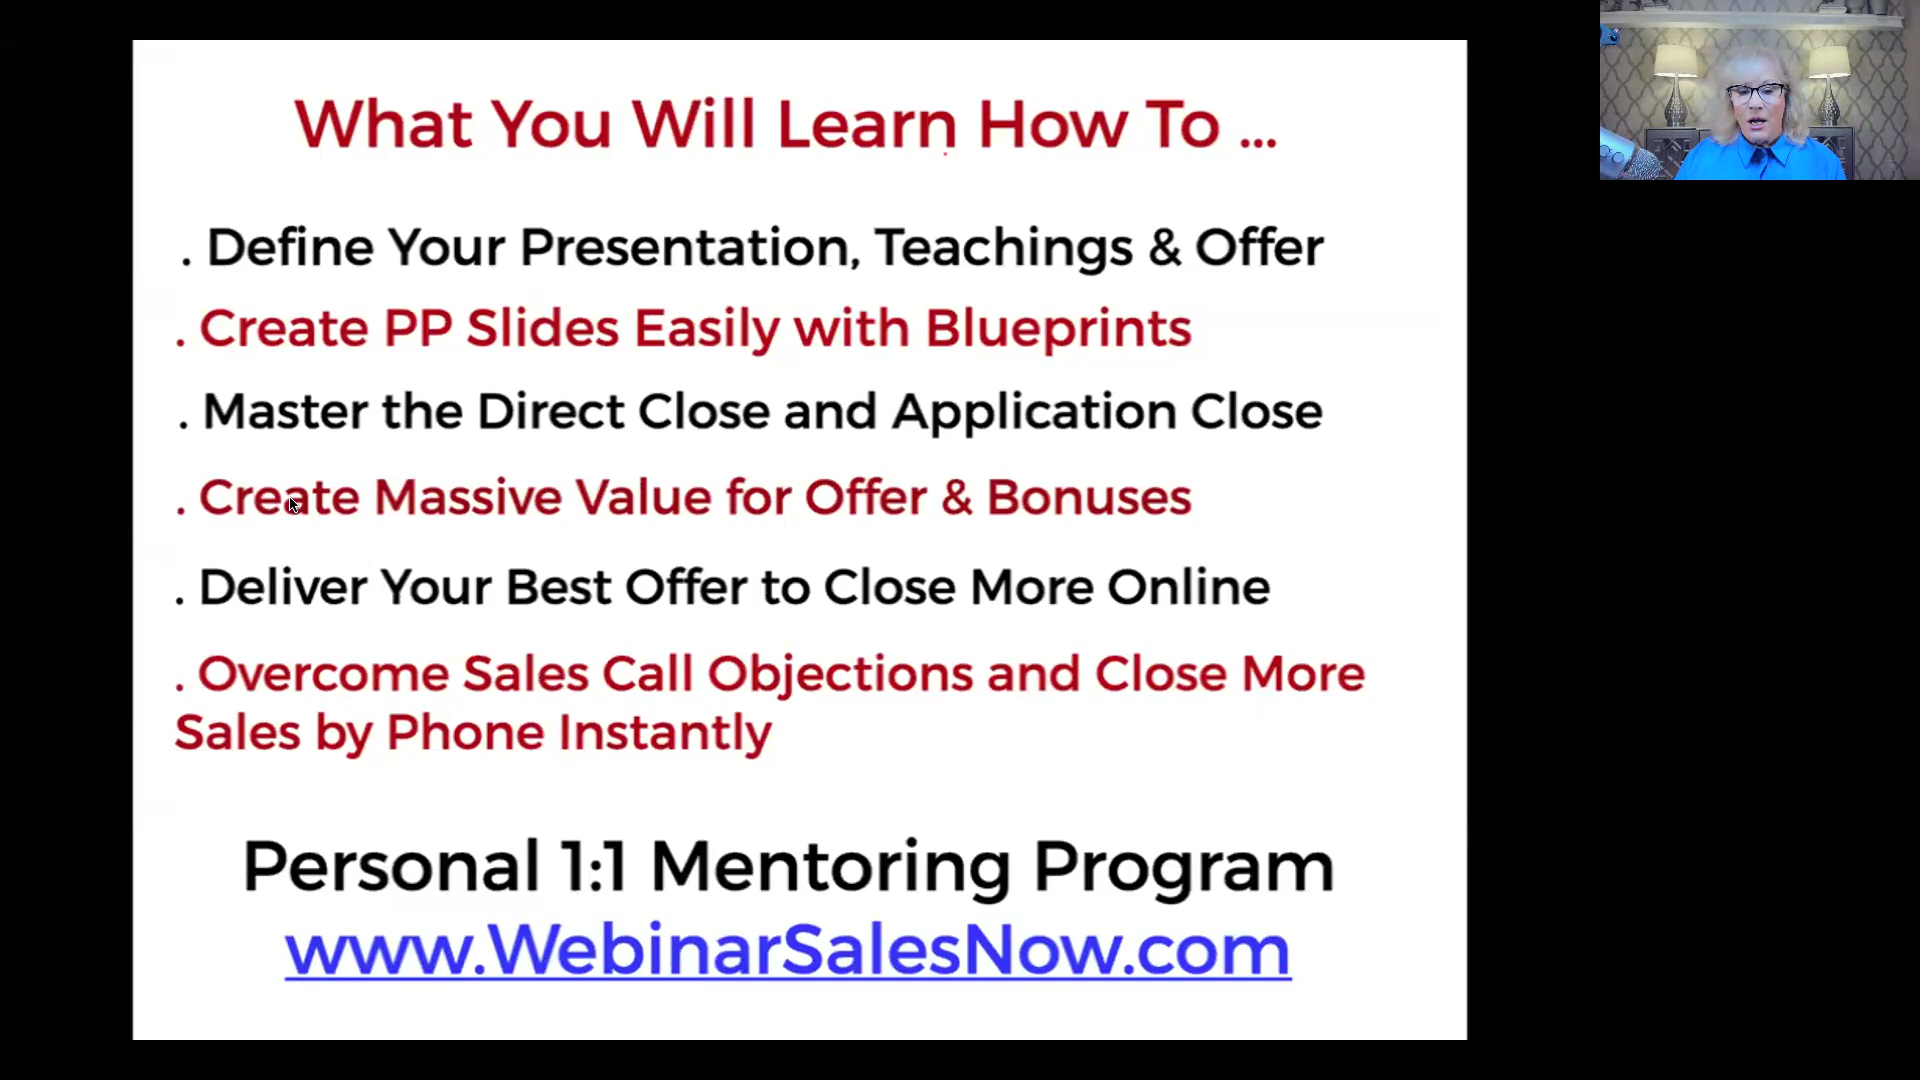 What You Will Learn How To ...
. Define Your Presentation, Teachings & Offer
. Create PP Slides Easily with Blueprints
. Master the Direct Close and Application Close
. Create Massive Value for Offer & Bonuses
. Deliver Your Best Offer to Close More Online
. Overcome Sales Call Objections and Close More
Sales by Phone Instantly
Personal 1:1 Mentoring Program
www.WebinarSalesNow.com